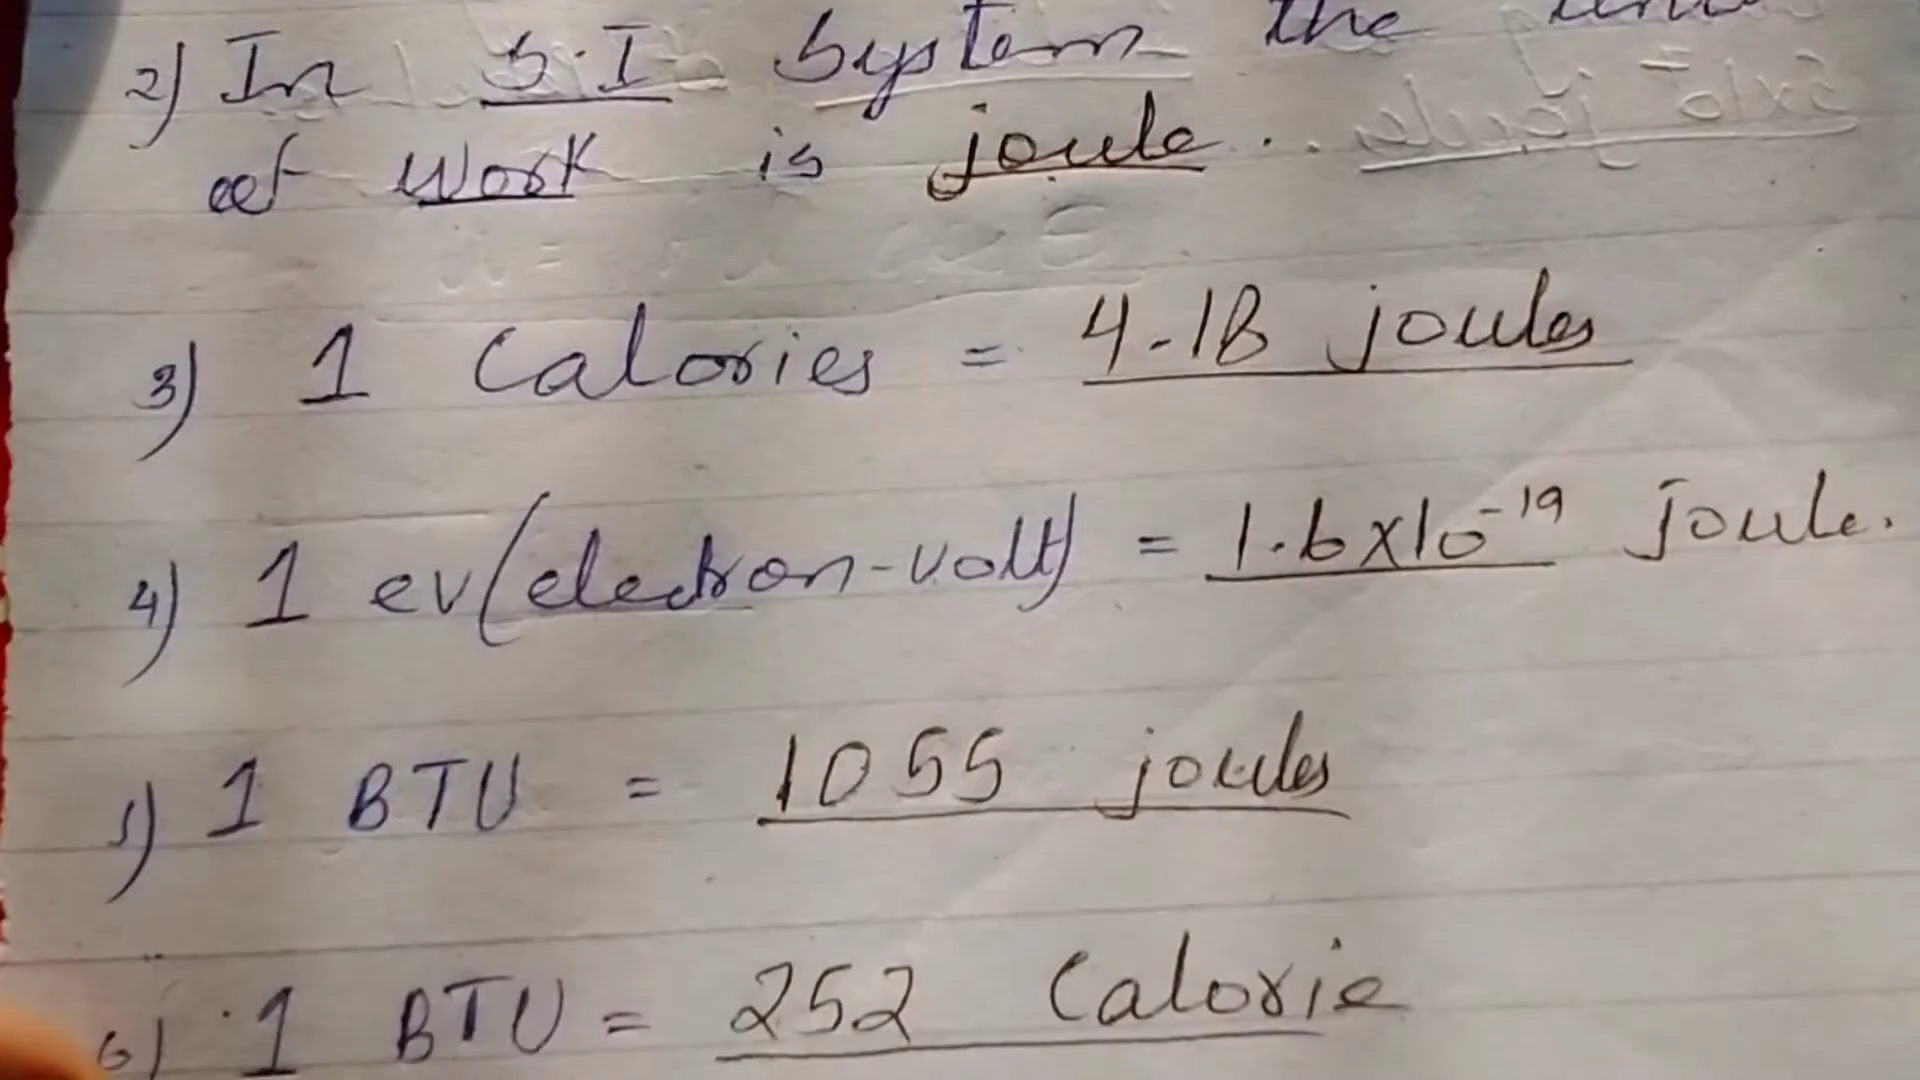 2) In S.I System the unit
of work is joule.
3) 1 Calories = 4.18 joules
4) 1 ev(electron-volt) = 1.6x10⁻¹⁹ joule.
5) 1 BTU = 1055 joules
6) 1 BTU = 252 Calorie